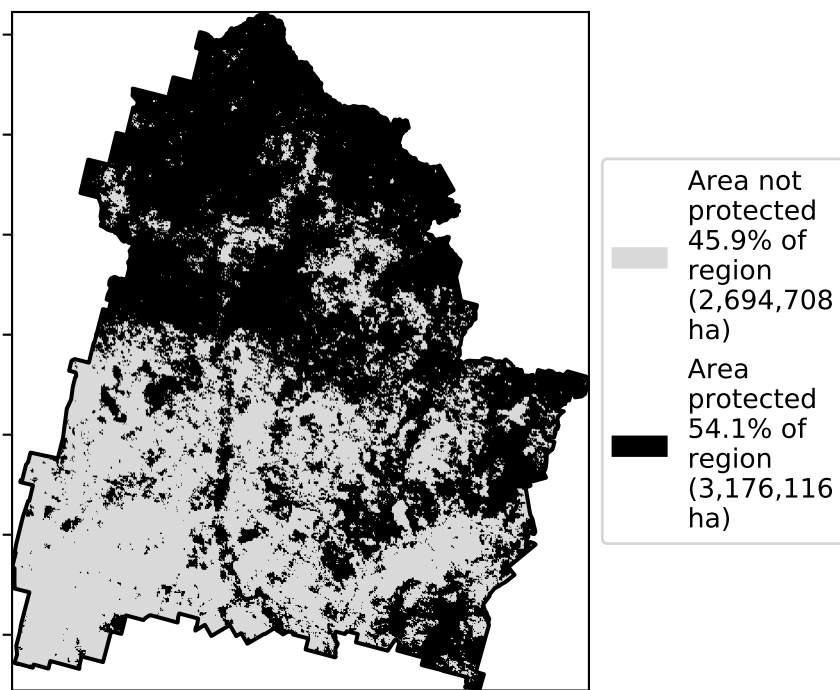 Area not
protected
45.9% of
region
(2,694,708
ha)
Area
protected
54.1% of
region
(3,176,116
ha)